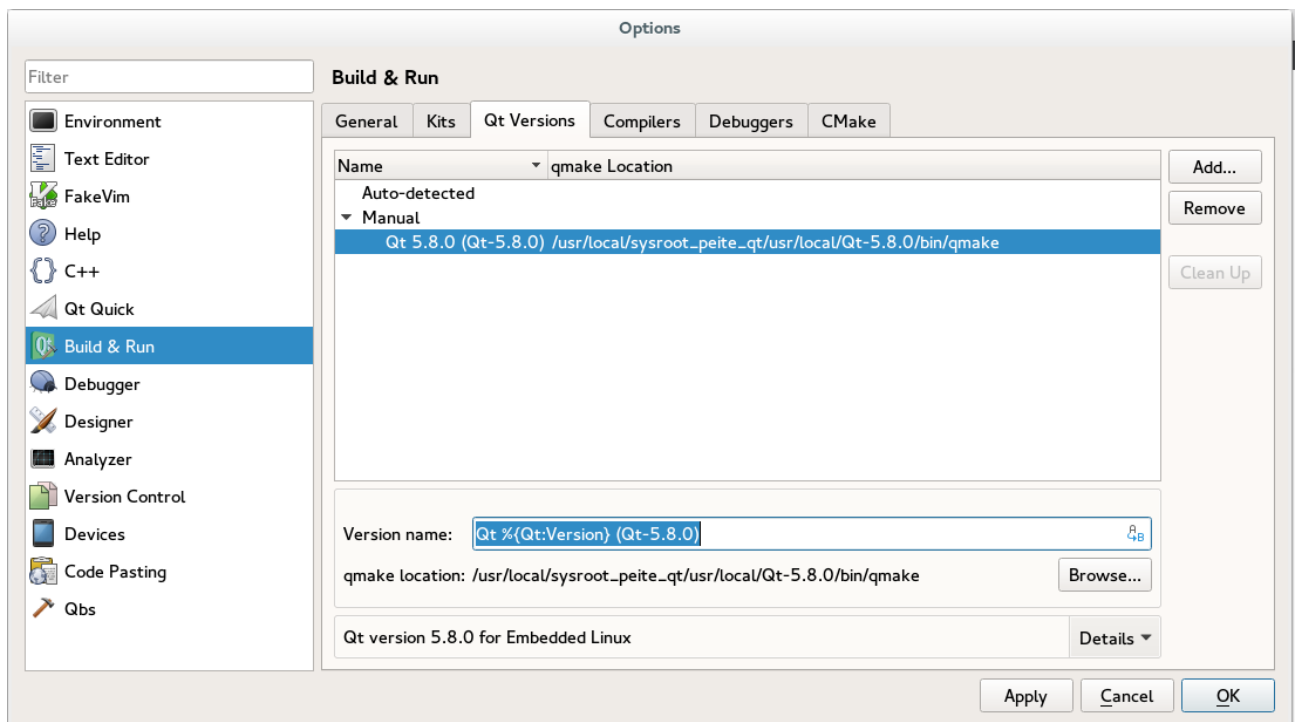 Options
Filter
Environment
Text Editor
FakeVim
Help
C++
Qt Quick
Build & Run
Debugger
Designer
Analyzer
Version Control
Devices
Code Pasting
Qbs
Build & Run
General Kits Qt Versions Compilers Debuggers CMake
Name qmake Location
Auto-detected
Manual
Qt 5.8.0 (Qt-5.8.0) /usr/local/sysroot_peite_qt/usr/local/Qt-5.8.0/bin/qmake
Add...
Remove
Clean Up
Version name: Qt %{Qt:Version} (Qt-5.8.0)
qmake location: /usr/local/sysroot_peite_qt/usr/local/Qt-5.8.0/bin/qmake Browse...
Qt version 5.8.0 for Embedded Linux Details
Apply Cancel OK